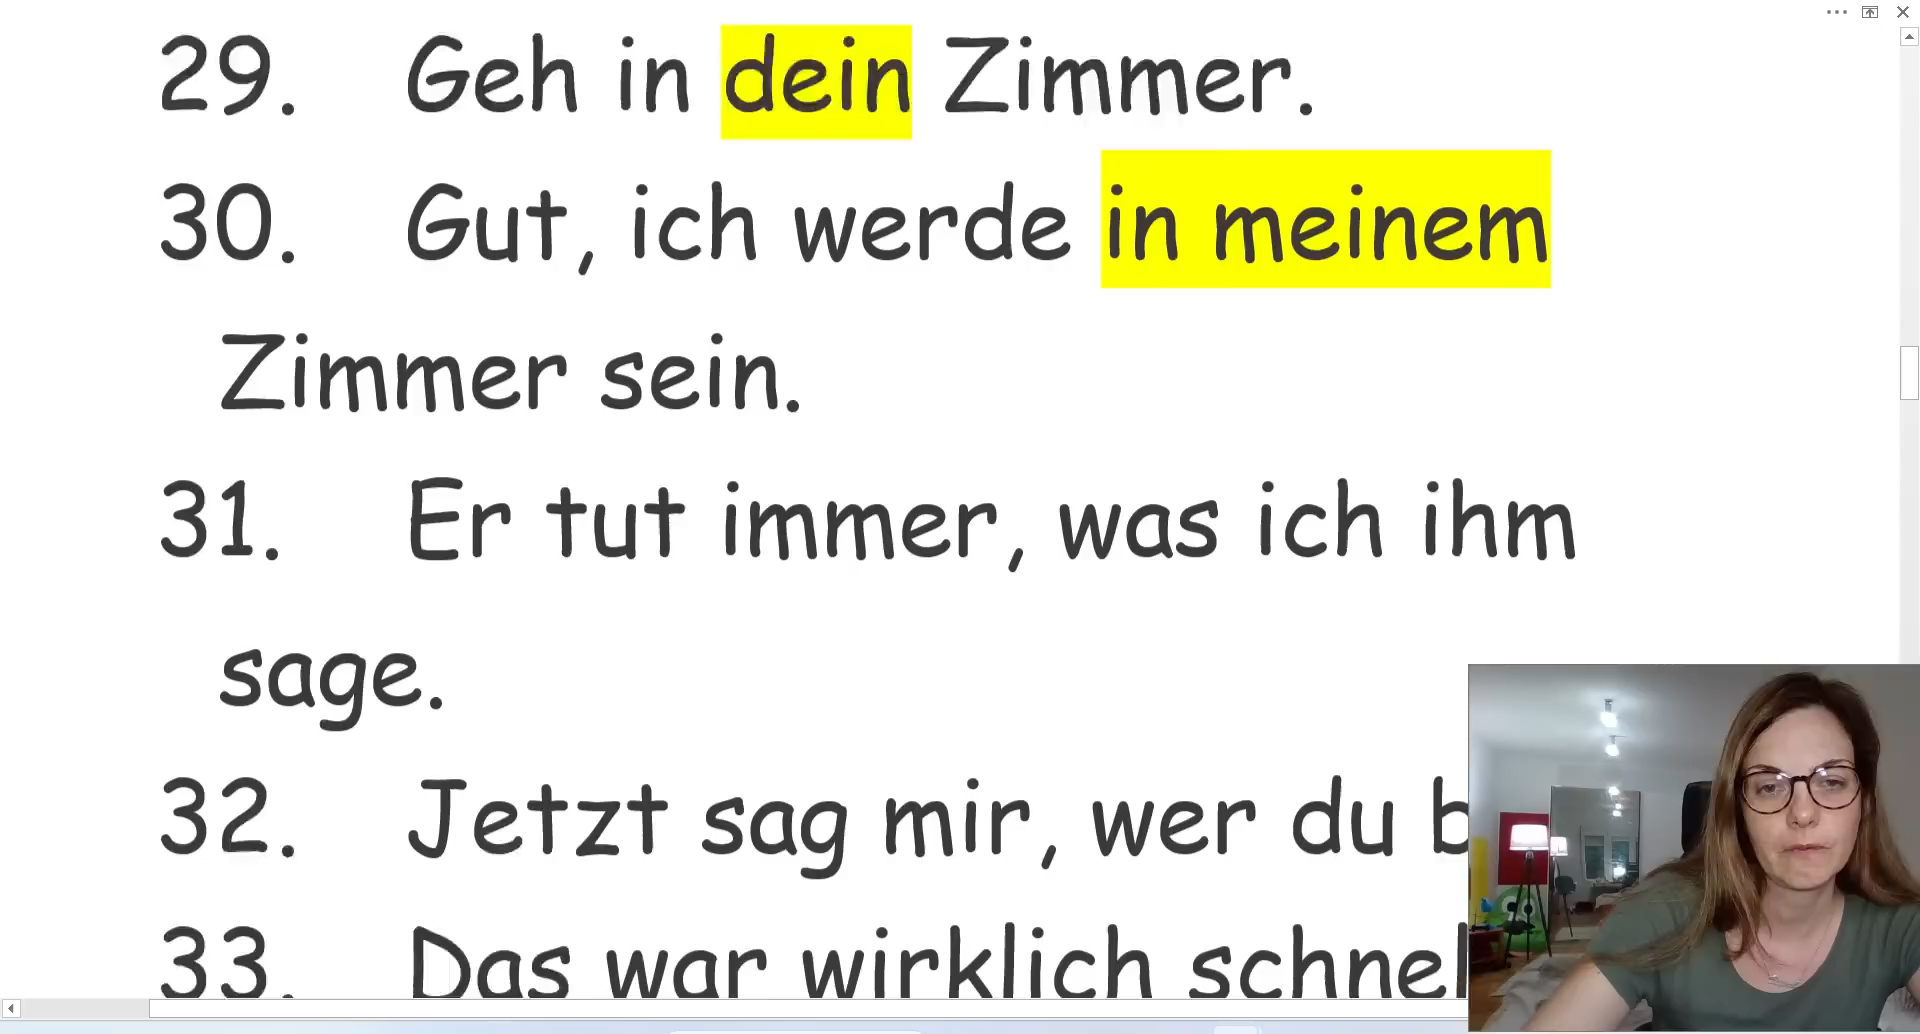 29. Geh in dein Zimmer.
30. Gut, ich werde in meinem
Zimmer sein.
31. Er tut immer, was ich ihm
sage.
32. Jetzt sag mir, wer du
33. Das war wirklich